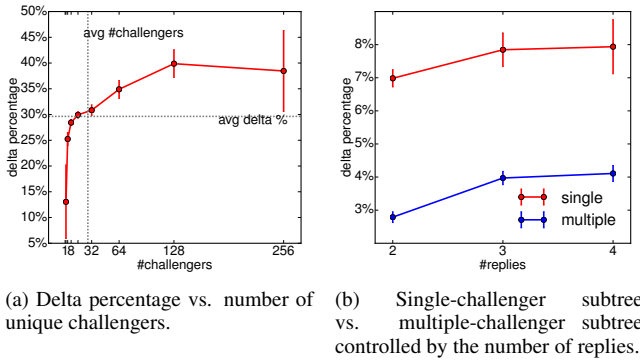 50%
45%
40%
35%
30%
25%
20%
15%
10%
5%
delta percentage
avg #challengers
avg delta %
18 32 64 128 256
#challengers
8%
7%
6%
5%
4%
3%
delta percentage
single
multiple
2 3 4
#replies
(a) Delta percentage vs. number of
unique challengers.
(b) Single-challenger subtree
vs. multiple-challenger subtree
controlled by the number of replies.